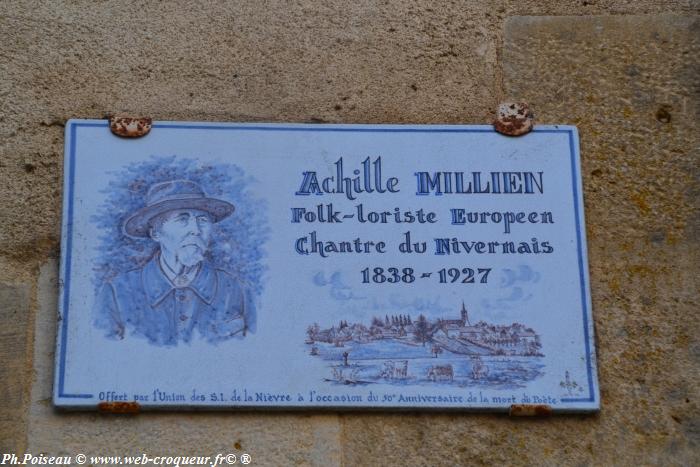 Achille MILLIEN
Folk-loriste Europeen
Chantre du Nivernais
1838-1927
Offert par l'Union des S.I. de la Nièvre à l'occasion du 50e Anniversaire de la mort du Poète
Ph.Poiseau ©www-web-croqueur.fr©®